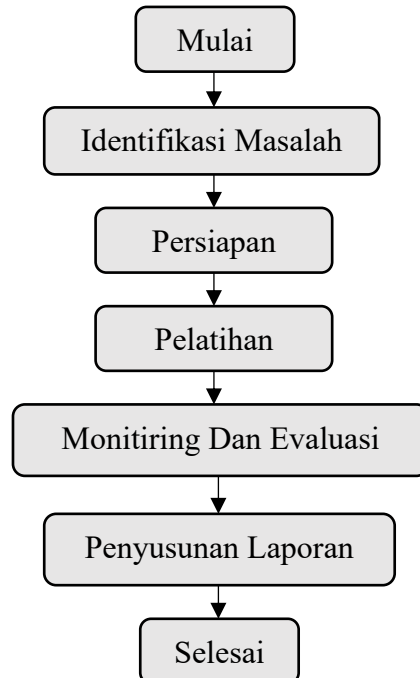 Mulai
Identifikasi Masalah
Persiapan
Pelatihan
Monitiring Dan Evaluasi
Penyusunan Laporan
Selesai